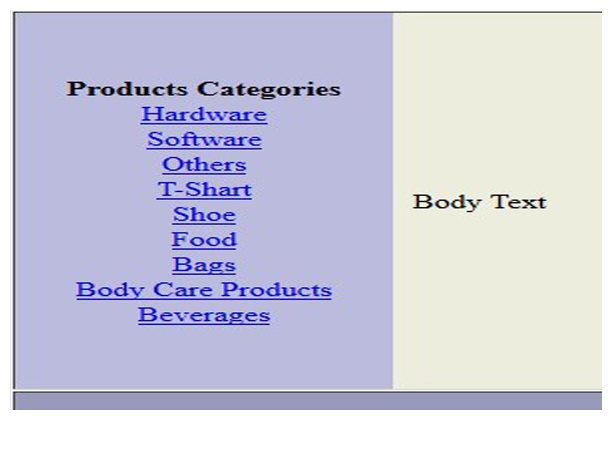 Products Categories
Hardware
Software
Others
T-Shart
Shoe
Food
Bags
Body Care Products
Beverages
Body Text